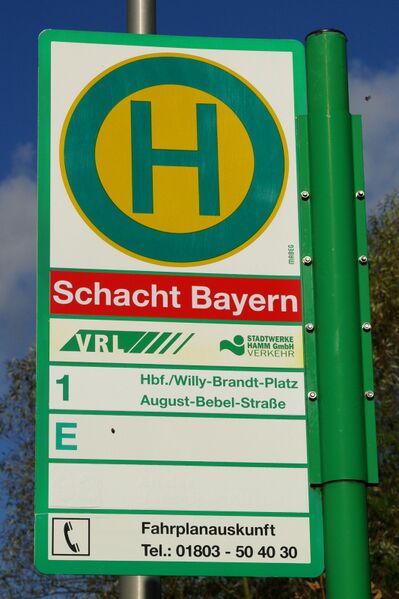 H
MABEG
Schacht Bayern
VRL
STADTWERKE
HAMM GmbH
VERKEHR
1 Hbf./Willy-Brandt-Platz
August-Bebel-Straße
E
Fahrplanauskunft
Tel.: 01803 - 50 40 30